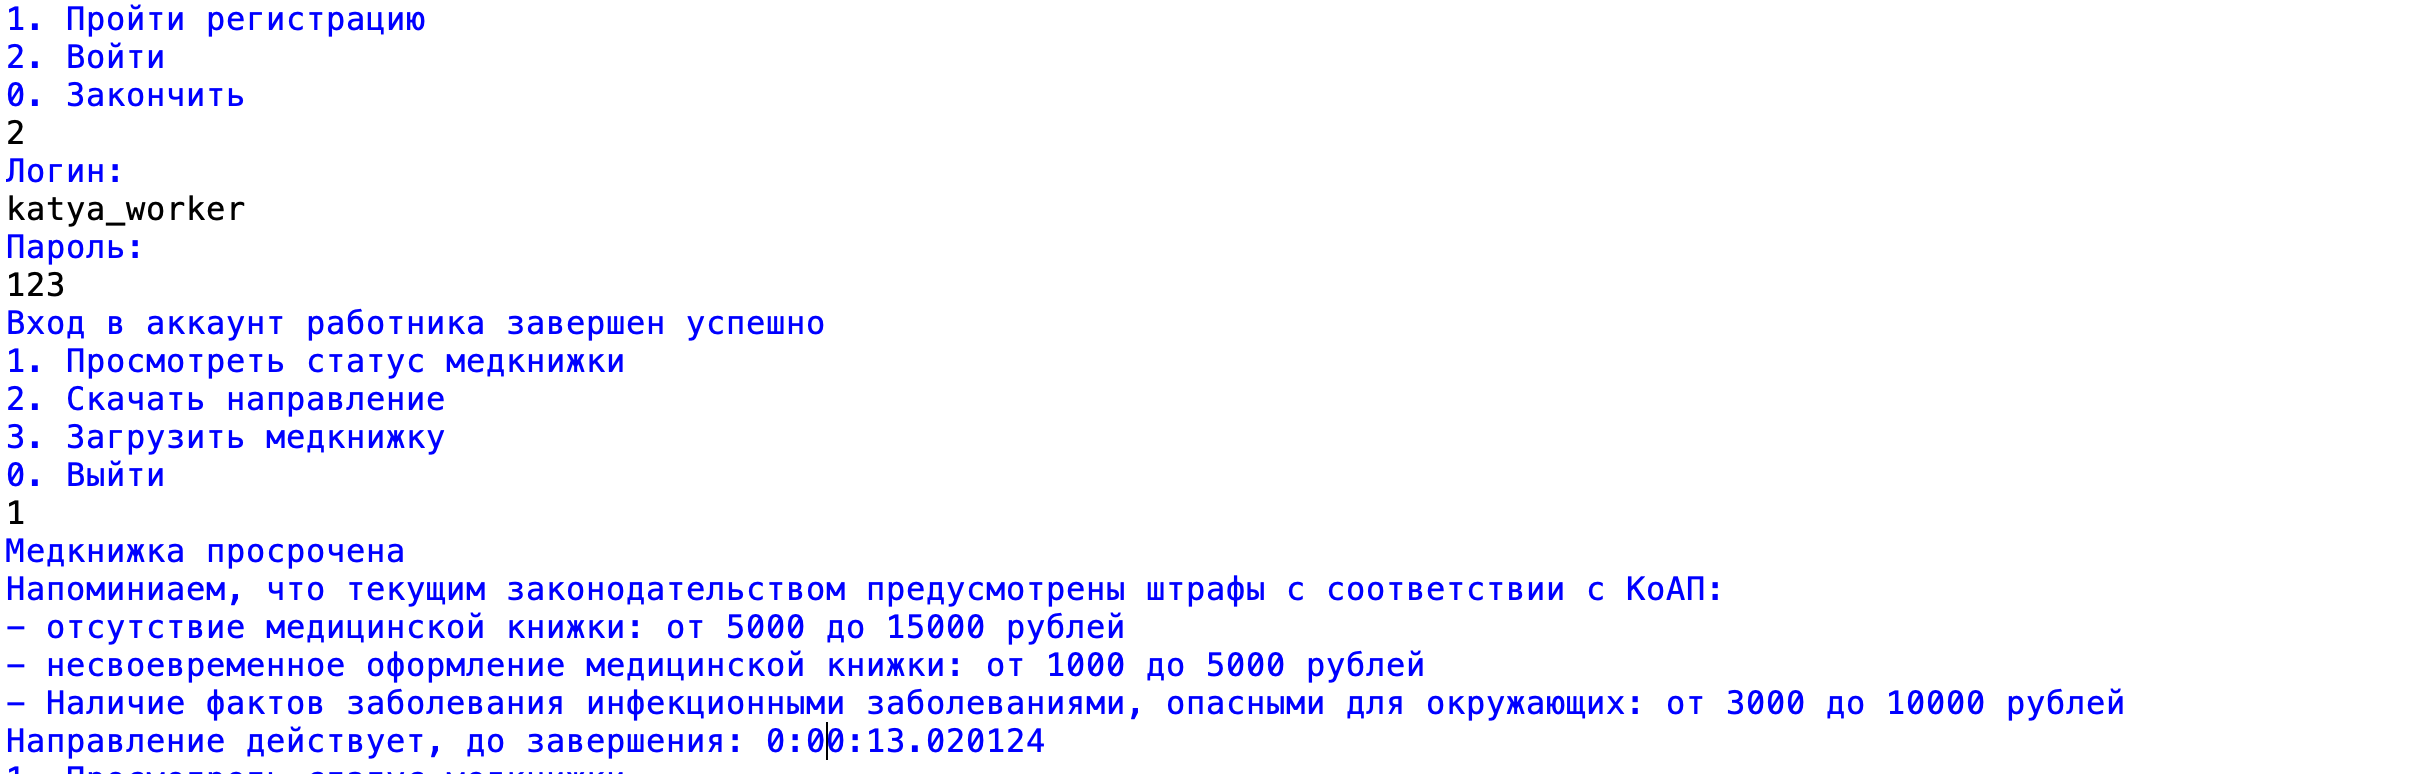 1. Пройти регистрацию
2. Войти
0. Закончить
2
Логин:
katya_worker
Пароль:
123
Вход в аккаунт работника завершен успешно
1. Просмотреть статус медкнижки
2. Скачать направление
3. Загрузить медкнижку
0. Выйти
1
Медкнижка просрочена
Напоминиаем, что текущим законодательством предусмотрены штрафы с соответствии с КоАП:
– отсутствие медицинской книжки: от 5000 до 15000 рублей
– несвоевременное оформление медицинской книжки: от 1000 до 5000 рублей
– Наличие фактов заболевания инфекционными заболеваниями, опасными для окружающих: от 3000 до 10000 рублей
Направление действует, до завершения: 0:00:13.020124
1. Просмотреть статус медкнижки